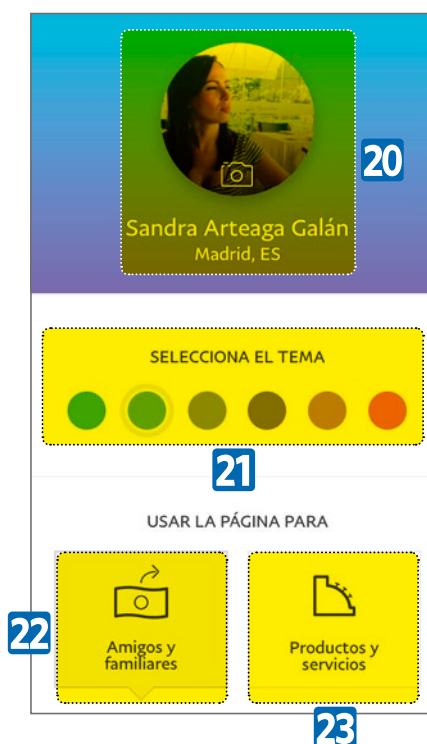 20
Sandra Arteaga Galán
Madrid, ES
SELECCIONA EL TEMA
21
USAR LA PÁGINA PARA
22
Amigos y
familiares
Productos y
servicios
23